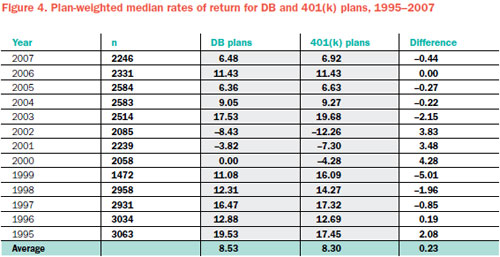 Figure 4. Plan-weighted median rates of return for DB and 401(k) plans, 1995–2007
Year n DB plans 401(k) plans Difference
2007 2246 6.48 6.92 –0.44
2006 2331 11.43 11.43 0.00
2005 2584 6.36 6.63 –0.27
2004 2583 9.05 9.27 –0.22
2003 2514 17.53 19.68 –2.15
2002 2085 –8.43 –12.26 3.83
2001 2239 –3.82 –7.30 3.48
2000 2058 0.00 –4.28 4.28
1999 1472 11.08 16.09 –5.01
1998 2958 12.31 14.27 –1.96
1997 2931 16.47 17.32 –0.85
1996 3034 12.88 12.69 0.19
1995 3063 19.53 17.45 2.08
Average 8.53 8.30 0.23